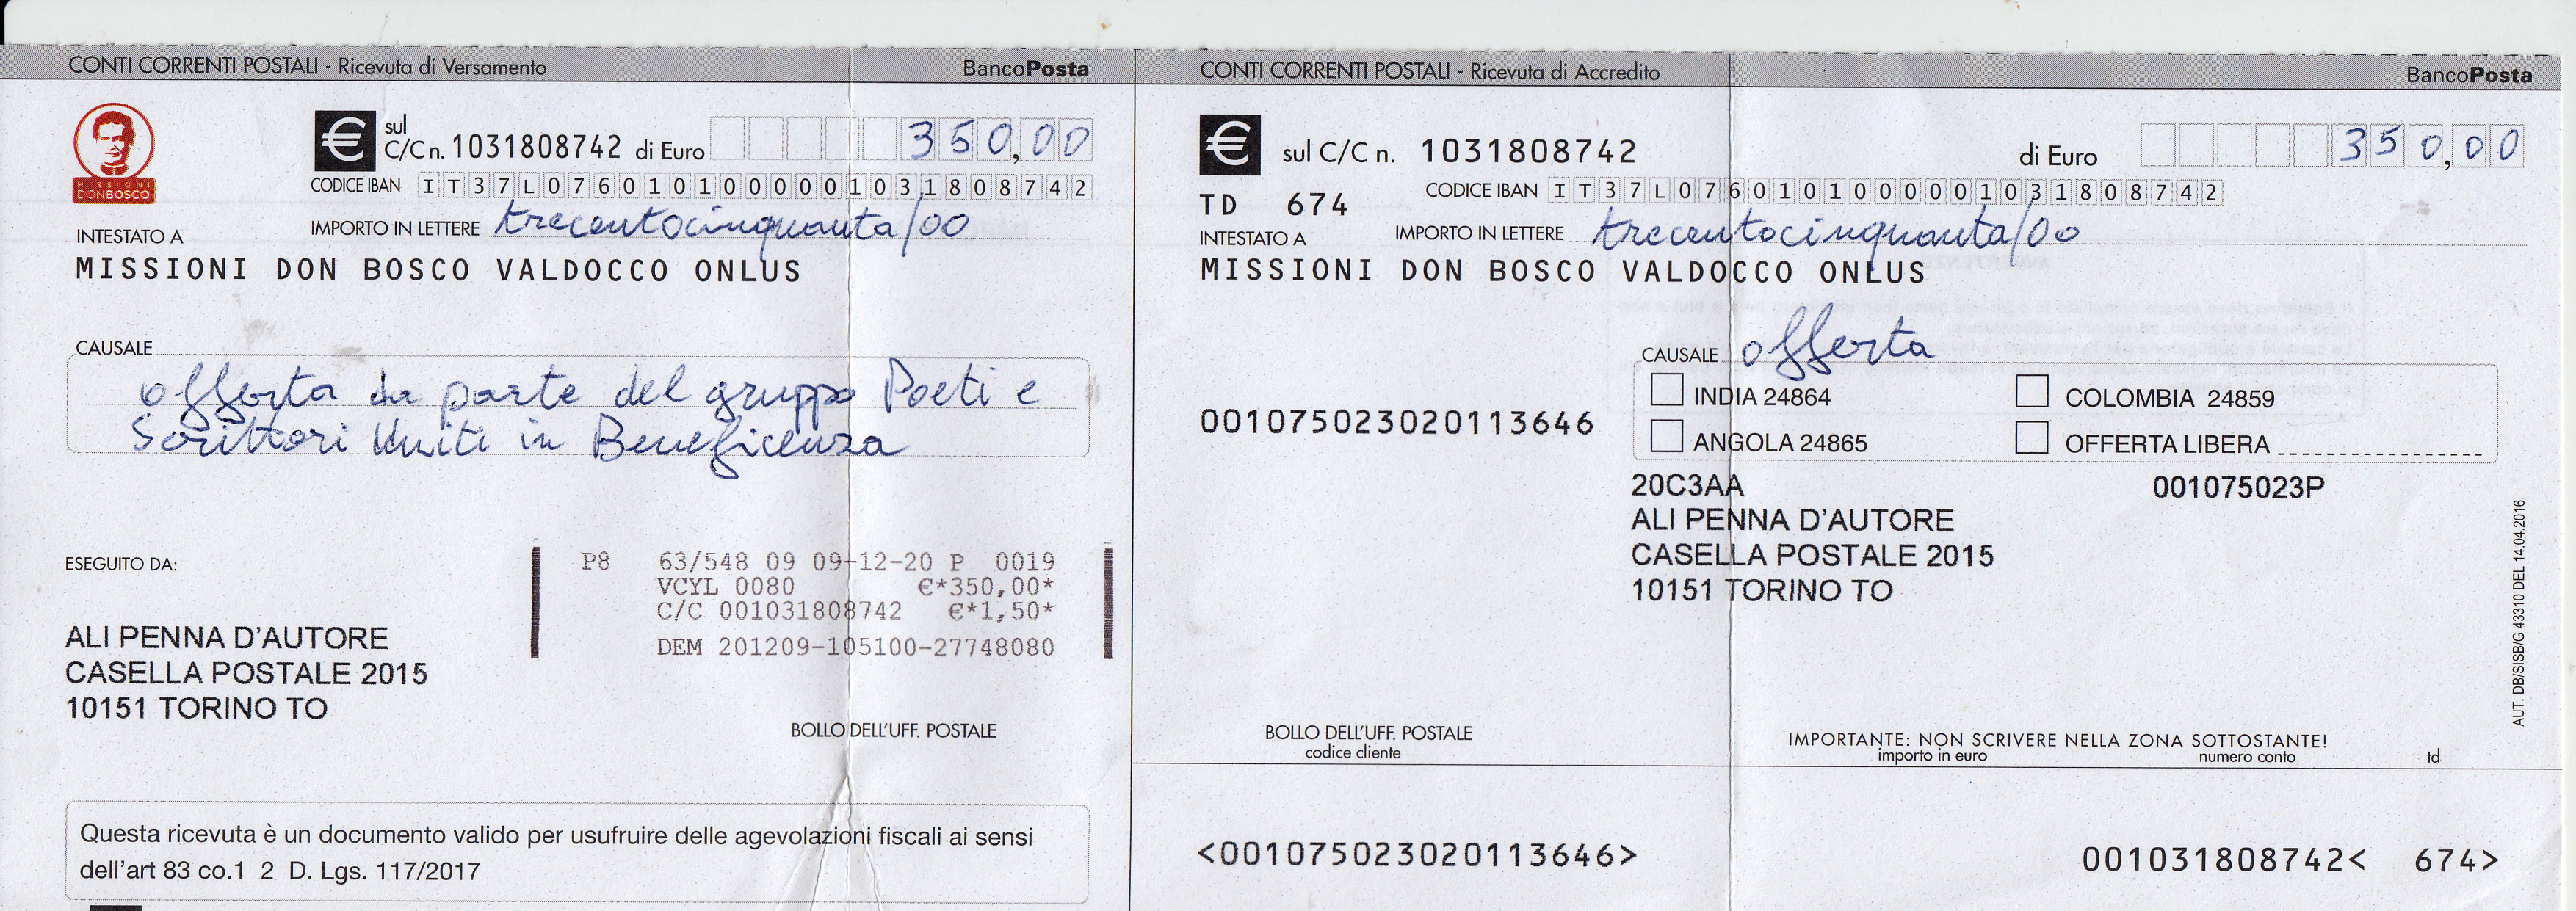 CONTI CORRENTI POSTALI - Ricevuta di Versamento BancoPosta
MISSIONI
DONBOSCO
€ sul
C/C n. 1031808742 di Euro 350,00
CODICE IBAN IT37L0760101000001031808742
IMPORTO IN LETTERE trecentocinquanta/00
INTESTATO A
MISSIONI DON BOSCO VALDOCCO ONLUS
CAUSALE
offerta da parte del gruppo Poeti e
Scrittori Uniti in Beneficenza
ESEGUITO DA:
ALI PENNA D'AUTORE
CASELLA POSTALE 2015
10151 TORINO TO
P8 63/548 09 09-12-20 P 0019
VCYL 0080 €*350,00*
C/C 001031808742 €*1,50*
DEM 201209-105100-27748080
BOLLO DELL'UFF. POSTALE
Questa ricevuta è un documento valido per usufruire delle agevolazioni fiscali ai sensi
dell'art 83 co.1 2 D. Lgs. 117/2017
CONTI CORRENTI POSTALI - Ricevuta di Accredito BancoPosta
€ sul C/C n. 1031808742 di Euro 350,00
TD 674 CODICE IBAN IT37L0760101000001031808742
INTESTATO A IMPORTO IN LETTERE trecentocinquanta/00
MISSIONI DON BOSCO VALDOCCO ONLUS
CAUSALE offerta
INDIA 24864 COLOMBIA 24859
001075023020113646
ANGOLA 24865 OFFERTA LIBERA
20C3AA 001075023P
ALI PENNA D'AUTORE
CASELLA POSTALE 2015
10151 TORINO TO
AUT. DB/SISB/G 43310 DEL 14.04.2016
BOLLO DELL'UFF. POSTALE
codice cliente
IMPORTANTE: NON SCRIVERE NELLA ZONA SOTTOSTANTE!
importo in euro numero conto td
<001075023020113646> 001031808742< 674>